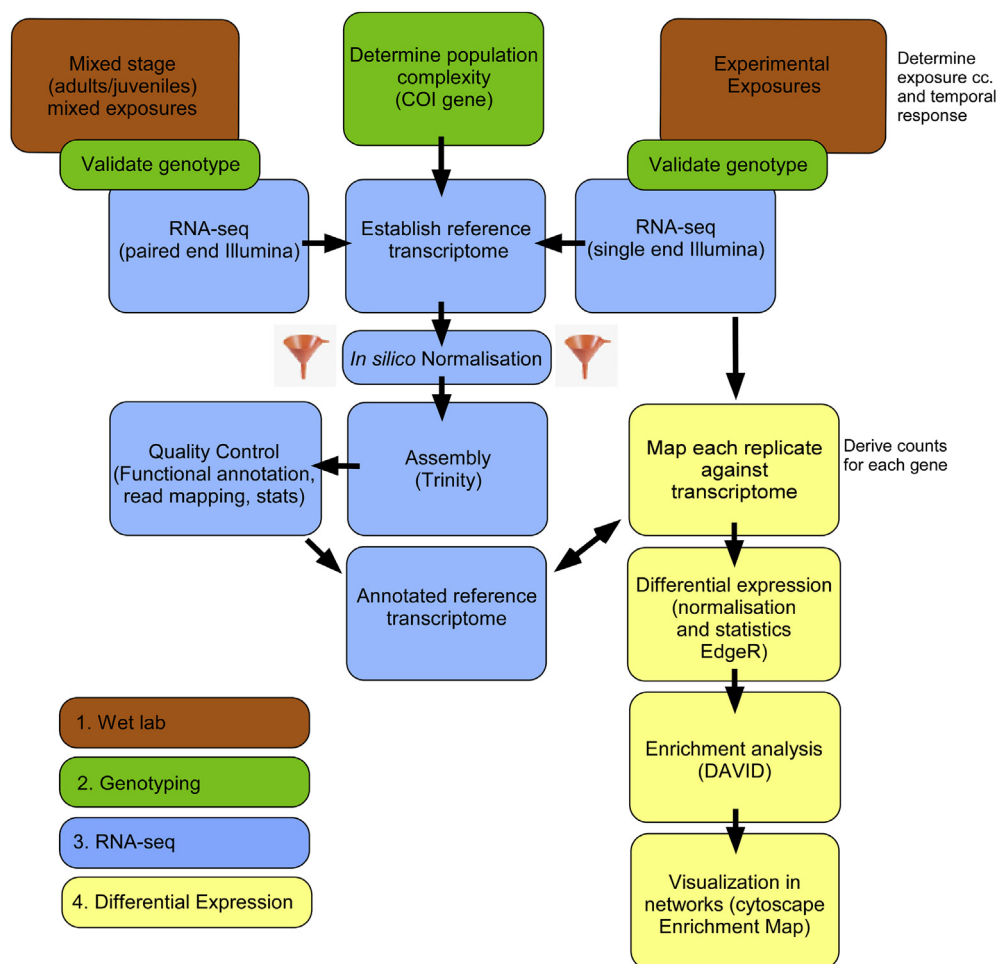 Mixed stage
(adults/juveniles)
mixed exposures
Determine population
complexity
(COI gene)
Experimental
Exposures
Determine
exposure cc.
and temporal
response
Validate genotype
Validate genotype
RNA-seq
(paired end Illumina)
Establish reference
transcriptome
RNA-seq
(single end Illumina)
In silico Normalisation
Quality Control
(Functional annotation,
read mapping, stats)
Assembly
(Trinity)
Map each replicate
against
transcriptome
Derive counts
for each gene
Annotated reference
transcriptome
Differential expression
(normalisation
and statistics
EdgeR)
Enrichment analysis
(DAVID)
Visualization in
networks (cytoscape
Enrichment Map)
1. Wet lab
2. Genotyping
3. RNA-seq
4. Differential Expression